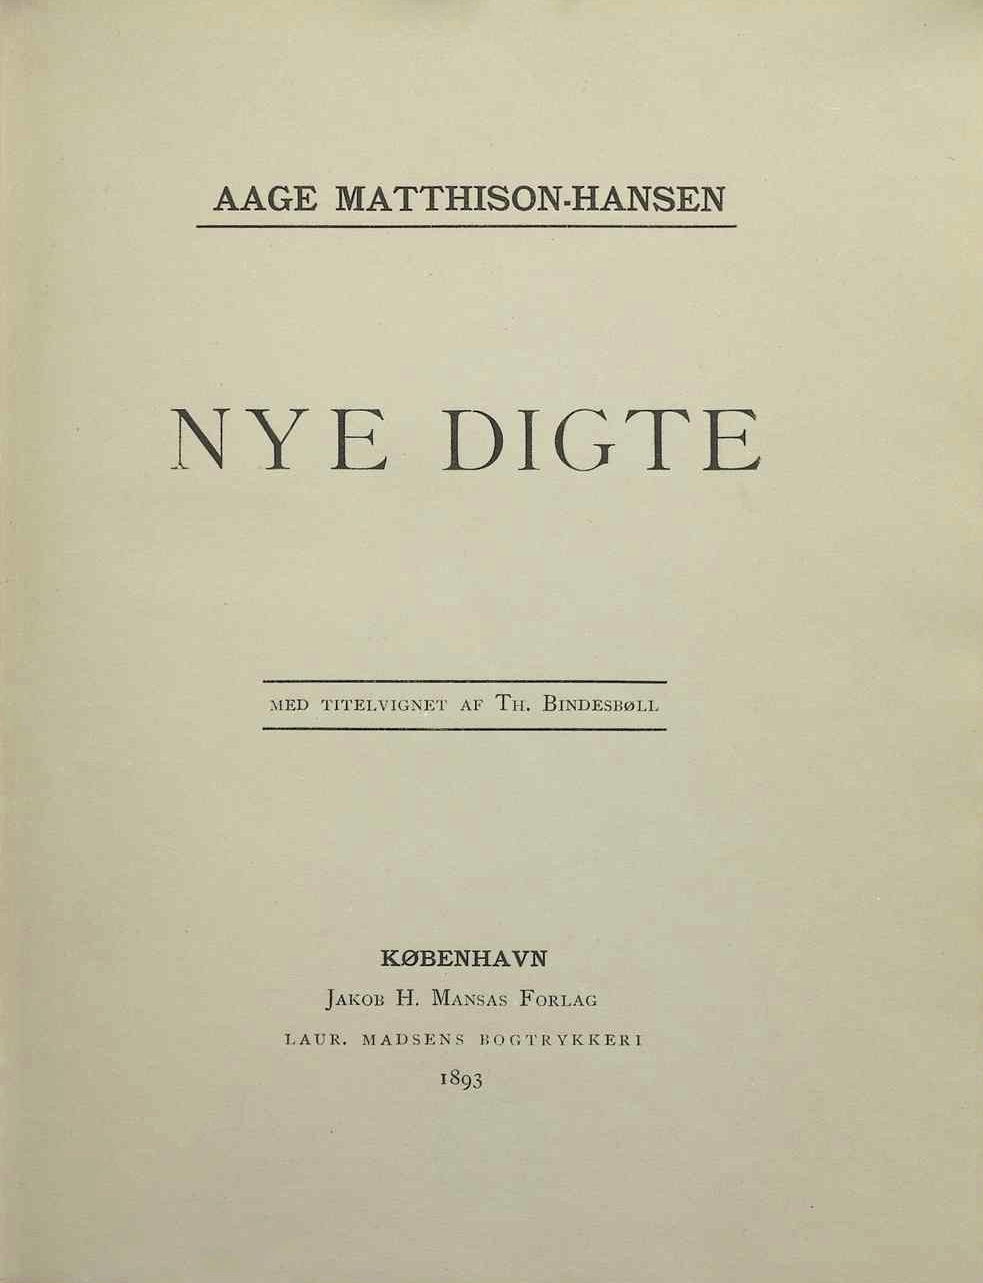 AAGE MATTHISON-HANSEN
NYE DIGTE
MED TITELVIGNET AF TH. BINDESBØLL
KØBENHAVN
JAKOB H. MANSAS FORLAG
LAUR. MADSENS BOGTRYKKERI
1893